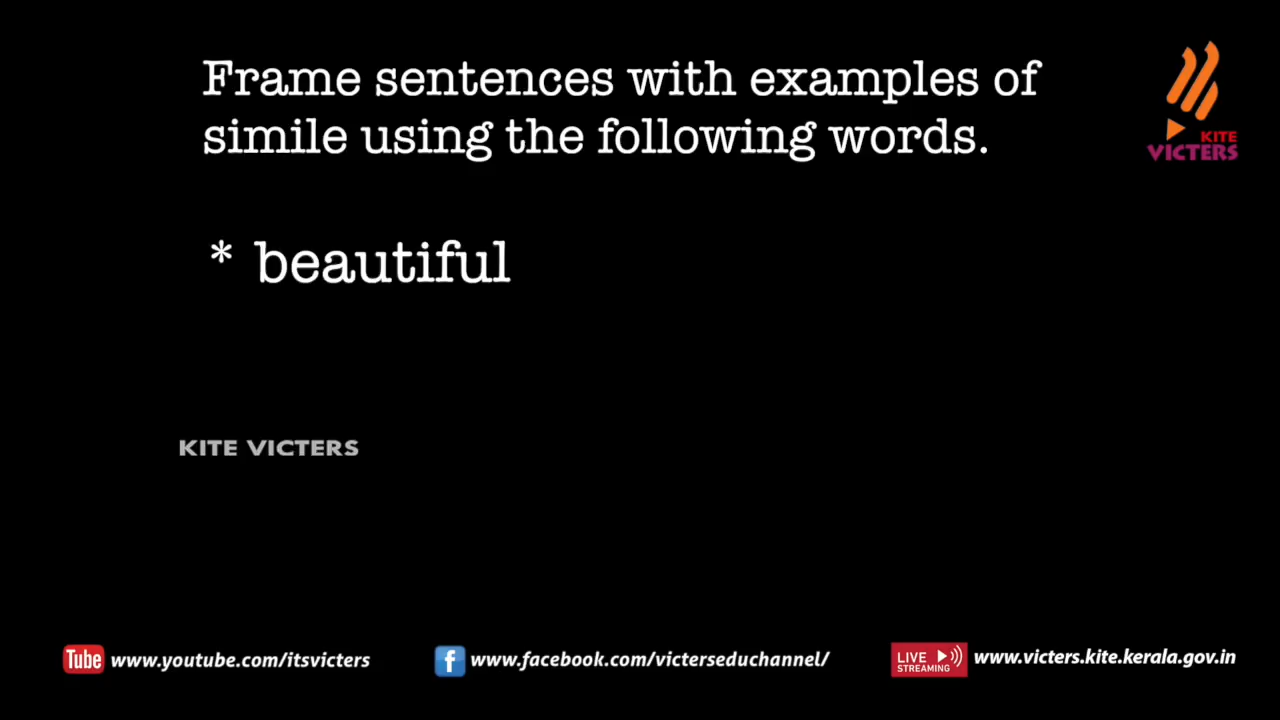 Frame sentences with examples of
simile using the following words.
KITE
VICTERS
* beautiful
KITE VICTERS
Tube www.youtube.com/itsvicters
f www.facebook.com/victerseduchannel/
LIVE
STREAMING
www.victers.kite.kerala.gov.in